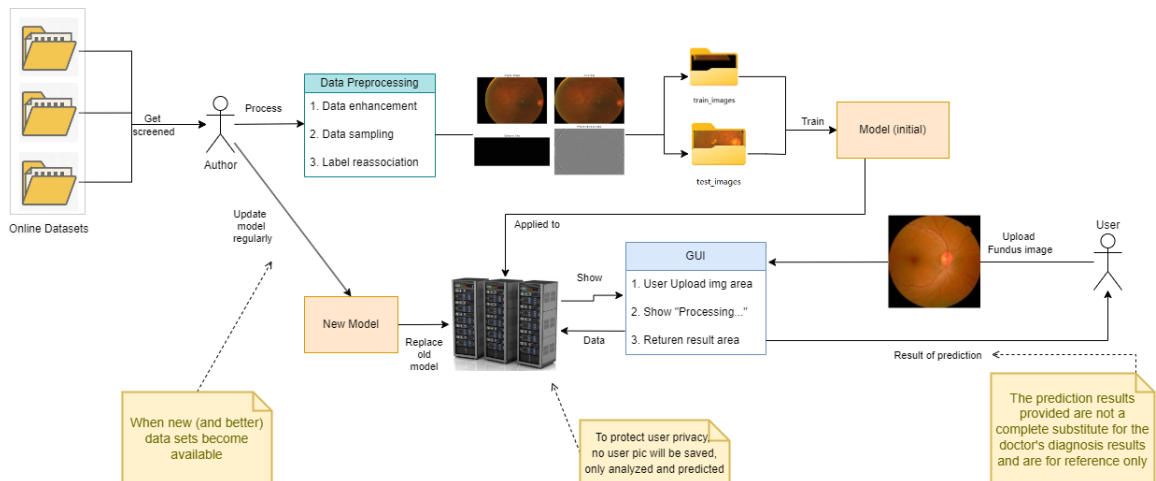 Online Datasets
Get
screened
Author
Process
Data Preprocessing
1. Data enhancement
2. Data sampling
3. Label reassociation
train_images
test_images
Train
Model (initial)
Update
model
regularly
Applied to
New Model
Replace
old
model
Show
Data
GUI
1. User Upload img area
2. Show "Processing..."
3. Returen result area
Upload
Fundus image
User
Result of prediction
When new (and better)
data sets become
available
To protect user privacy,
no user pic will be saved,
only analyzed and predicted
The prediction results
provided are not a
complete substitute for the
doctor's diagnosis results
and are for reference only